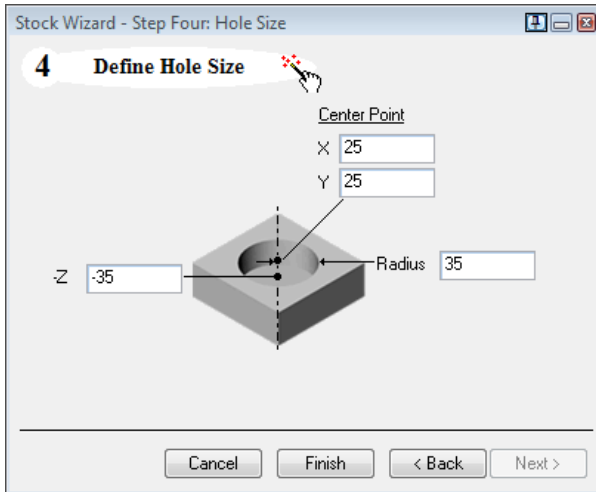 Stock Wizard - Step Four: Hole Size
4 Define Hole Size
Center Point
X 25
Y 25
-Z -35
Radius 35
Cancel Finish < Back Next >